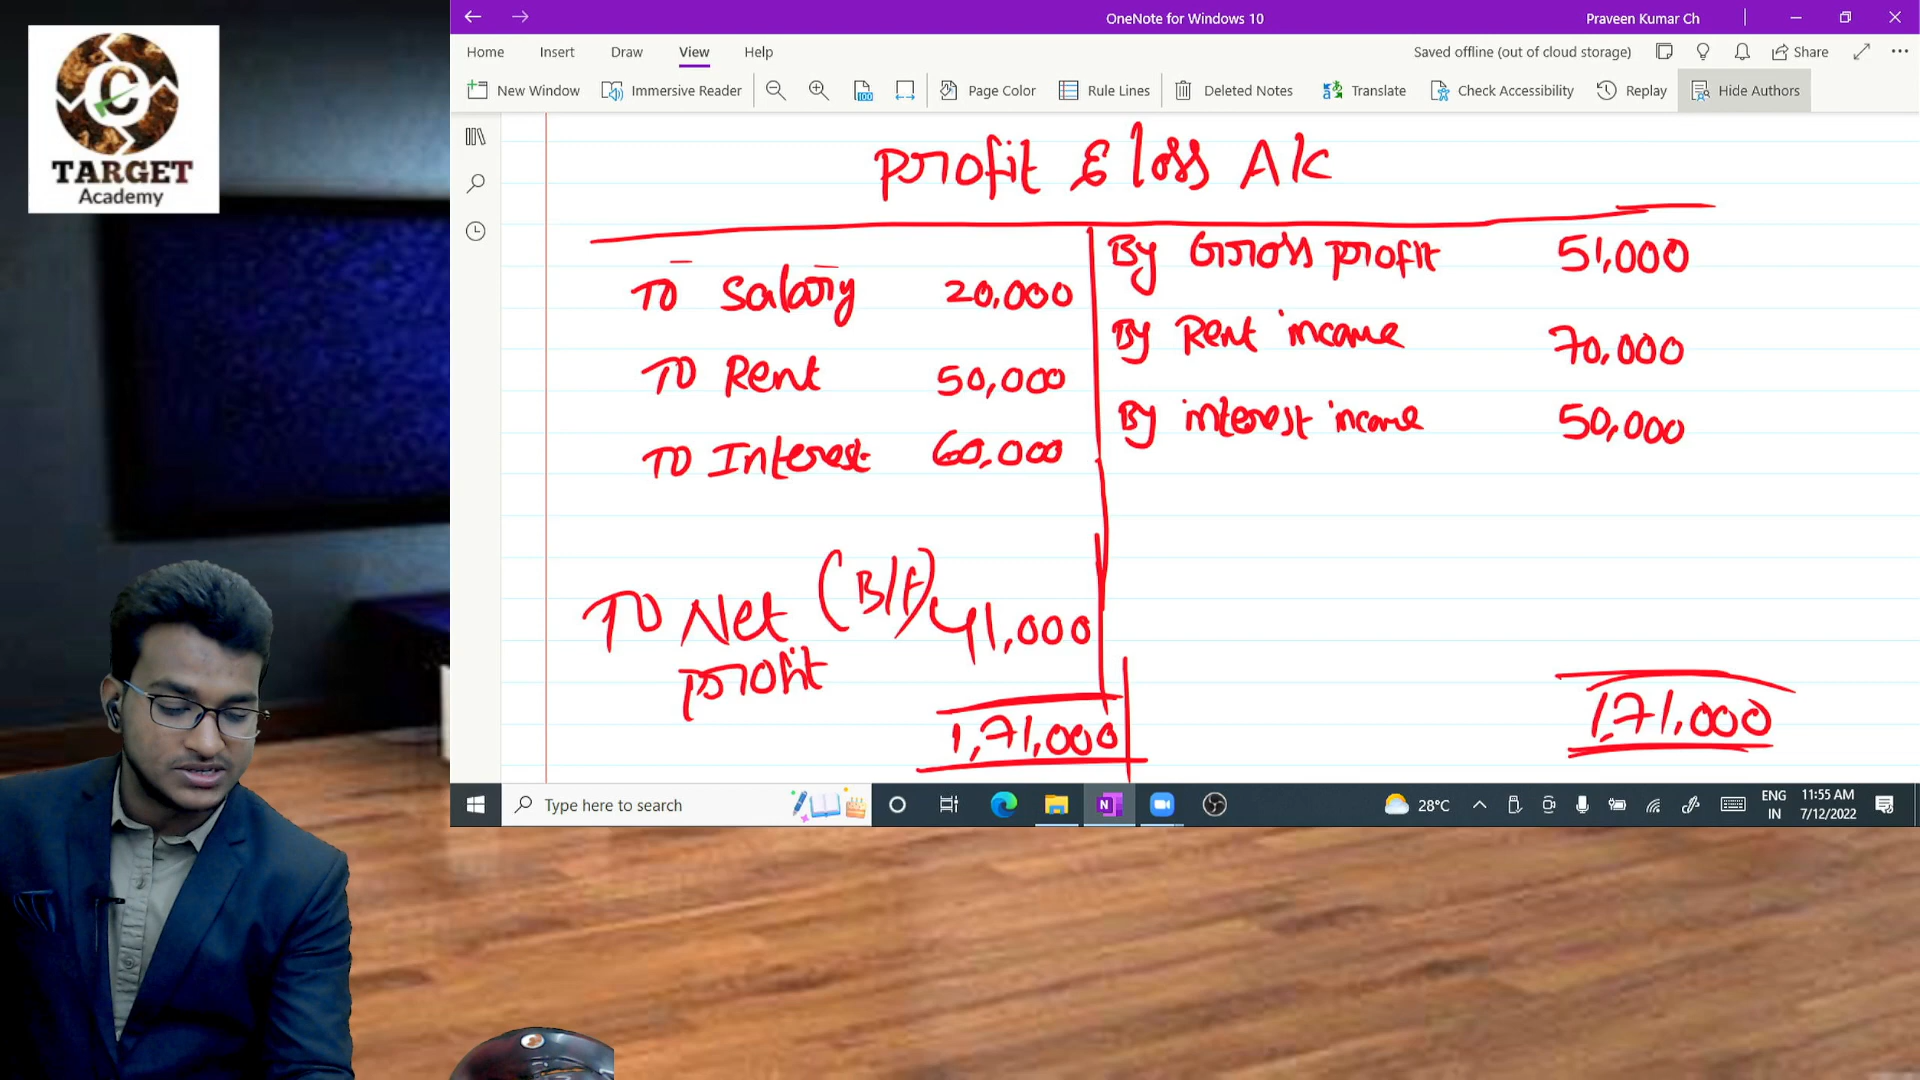 TARGET
Academy
OneNote for Windows 10
Praveen Kumar Ch
Home Insert Draw View Help
Saved offline (out of cloud storage)
Share
New Window Immersive Reader Page Color Rule Lines Deleted Notes Translate Check Accessibility Replay Hide Authors
Profit & loss A/c
To Salary 20,000
To Rent 50,000
To Interest 60,000
To Net profit (B/f) 41,000
1,71,000
By Gross profit 51,000
By Rent income 70,000
By interest income 50,000
1,71,000
Type here to search
28°C
ENG
IN
11:55 AM
7/12/2022